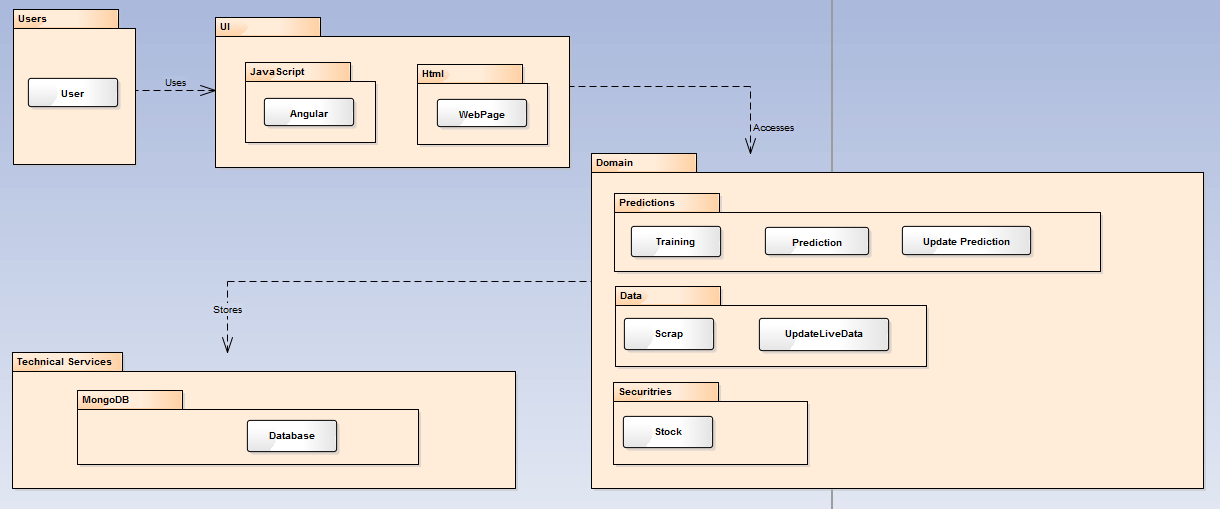 Users
User
Uses
UI
JavaScript
Angular
Html
WebPage
Accesses
Domain
Predictions
Training
Prediction
Update Prediction
Data
Scrap
UpdateLiveData
Securitries
Stock
Stores
Technical Services
MongoDB
Database